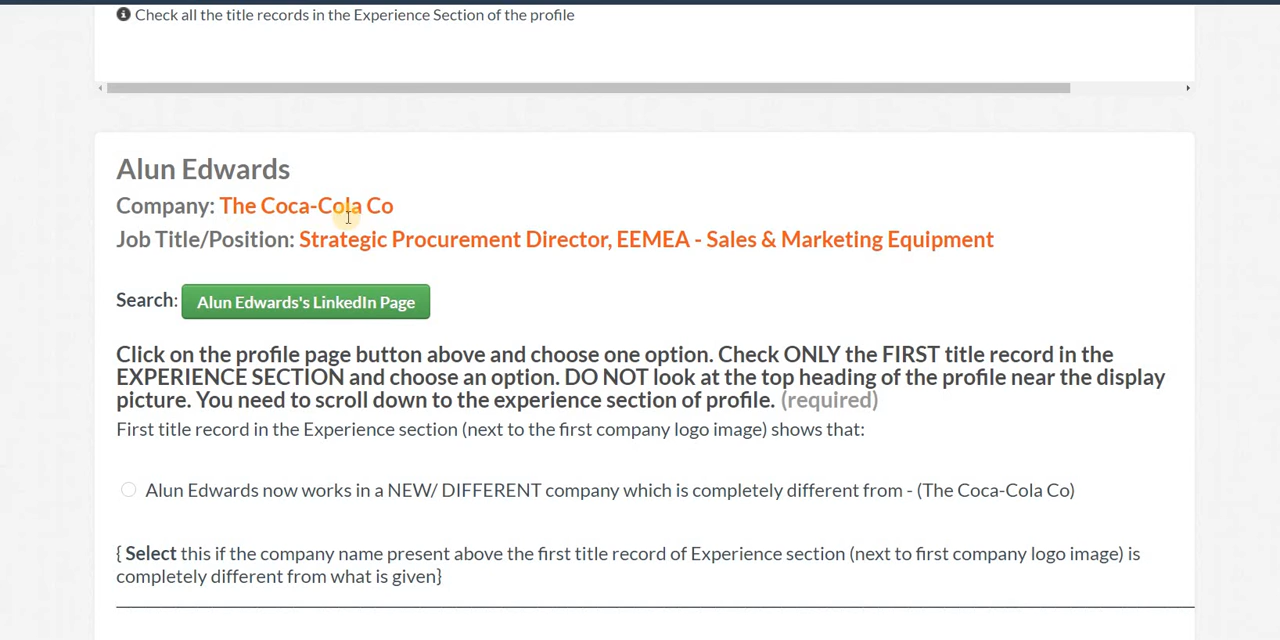 Check all the title records in the Experience Section of the profile
Alun Edwards
Company: The Coca-Cola Co
Job Title/Position: Strategic Procurement Director, EEMEA - Sales & Marketing Equipment
Search: Alun Edwards's LinkedIn Page
Click on the profile page button above and choose one option. Check ONLY the FIRST title record in the
EXPERIENCE SECTION and choose an option. DO NOT look at the top heading of the profile near the display
picture. You need to scroll down to the experience section of profile. (required)
First title record in the Experience section (next to the first company logo image) shows that:
Alun Edwards now works in a NEW/ DIFFERENT company which is completely different from - (The Coca-Cola Co)
{ Select this if the company name present above the first title record of Experience section (next to first company logo image) is
completely different from what is given}